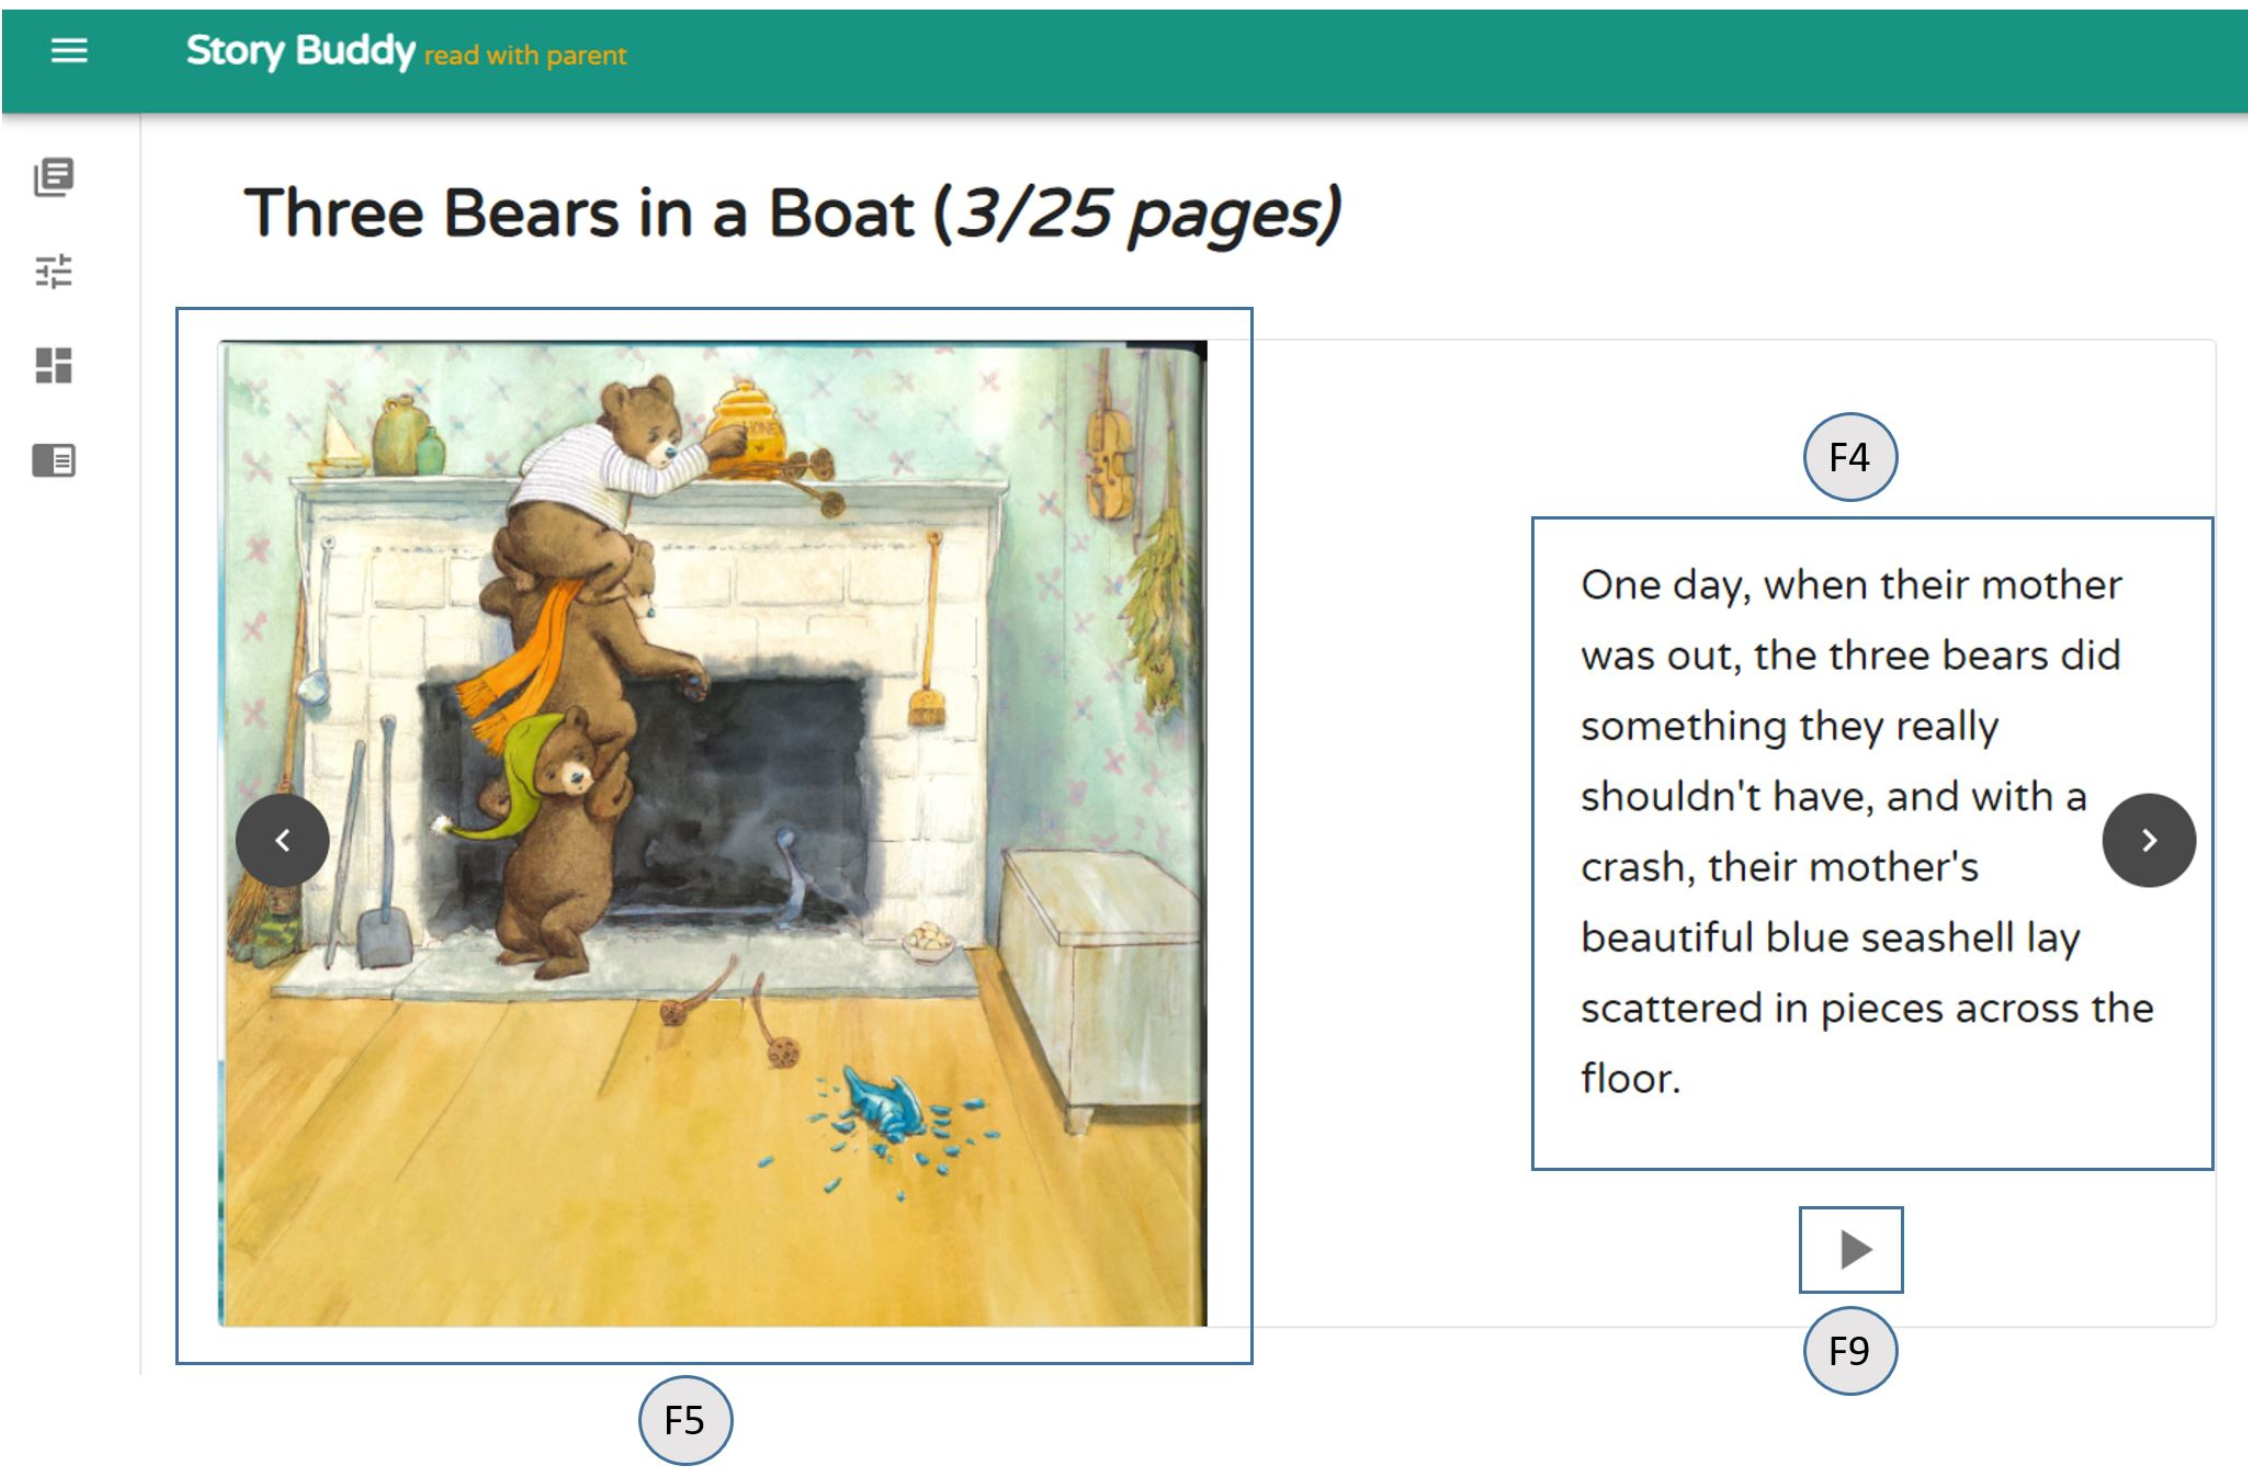 Story Buddy read with parent
Three Bears in a Boat (3/25 pages)
HONEY
F4
One day, when their mother
was out, the three bears did
something they really
shouldn't have, and with a
crash, their mother's
beautiful blue seashell lay
scattered in pieces across the
floor.
F9
F5